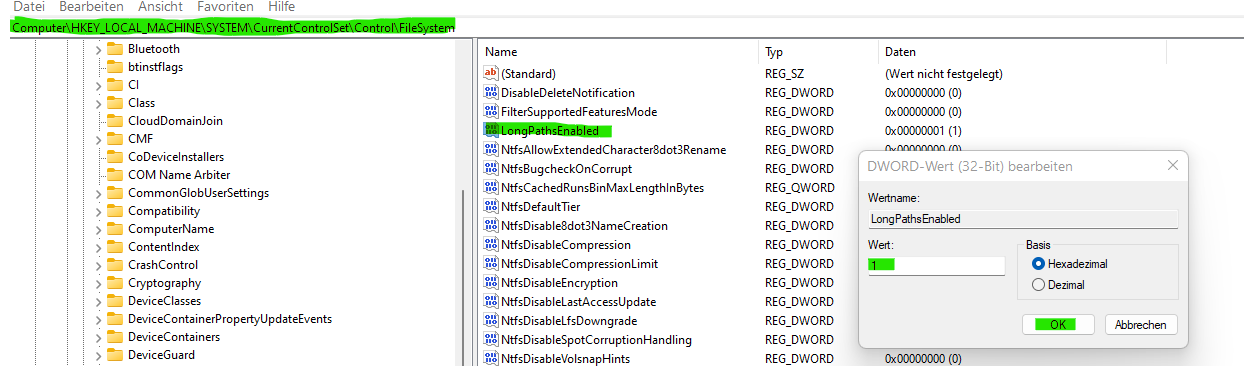 Datei Bearbeiten Ansicht Favoriten Hilfe
Computer\HKEY_LOCAL_MACHINE\SYSTEM\CurrentControlSet\Control\FileSystem
Bluetooth
btinstflags
CI
Class
CloudDomainJoin
CMF
CoDeviceInstallers
COM Name Arbiter
CommonGlobUserSettings
Compatibility
ComputerName
ContentIndex
CrashControl
Cryptography
DeviceClasses
DeviceContainerPropertyUpdateEvents
DeviceContainers
DeviceGuard
Name Typ Daten
(Standard) REG_SZ (Wert nicht festgelegt)
DisableDeleteNotification REG_DWORD 0x00000000 (0)
FilterSupportedFeaturesMode REG_DWORD 0x00000000 (0)
LongPathsEnabled REG_DWORD 0x00000001 (1)
NtfsAllowExtendedCharacter8dot3Rename REG_DWORD 0x00000000 (0)
NtfsBugcheckOnCorrupt REG_DWORD
NtfsCachedRunsBinMaxLengthInBytes REG_QWORD
NtfsDefaultTier REG_DWORD
NtfsDisable8dot3NameCreation REG_DWORD
NtfsDisableCompression REG_DWORD
NtfsDisableCompressionLimit REG_DWORD
NtfsDisableEncryption REG_DWORD
NtfsDisableLastAccessUpdate REG_DWORD
NtfsDisableLfsDowngrade REG_DWORD
NtfsDisableSpotCorruptionHandling REG_DWORD
NtfsDisableVolsnapHints REG_DWORD 0x00000000 (0)
DWORD-Wert (32-Bit) bearbeiten
Wertname:
LongPathsEnabled
Wert:
1
Basis
Hexadezimal
Dezimal
OK Abbrechen